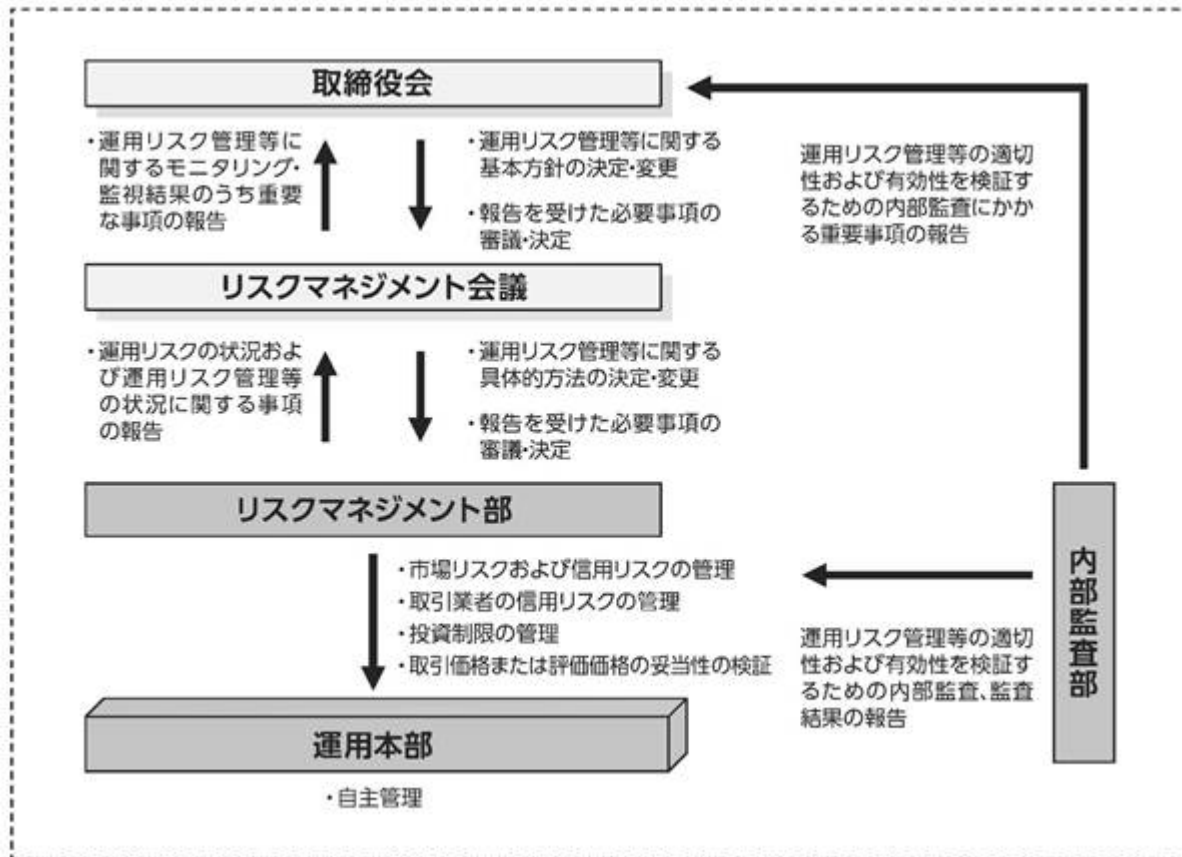 取締役会
・運用リスク管理等に
関するモニタリング・
監視結果のうち重要
な事項の報告
・運用リスク管理等に関する
基本方針の決定・変更
・報告を受けた必要事項の
審議・決定
運用リスク管理等の適切
性および有効性を検証す
るための内部監査にかか
る重要事項の報告
リスクマネジメント会議
・運用リスクの状況およ
び運用リスク管理等
の状況に関する事項
の報告
・運用リスク管理等に関する
具体的方法の決定・変更
・報告を受けた必要事項の
審議・決定
リスクマネジメント部
・市場リスクおよび信用リスクの管理
・取引業者の信用リスクの管理
・投資制限の管理
・取引価格または評価価格の妥当性の検証
内部監査部
運用リスク管理等の適切
性および有効性を検証す
るための内部監査、監査
結果の報告
運用本部
・自主管理